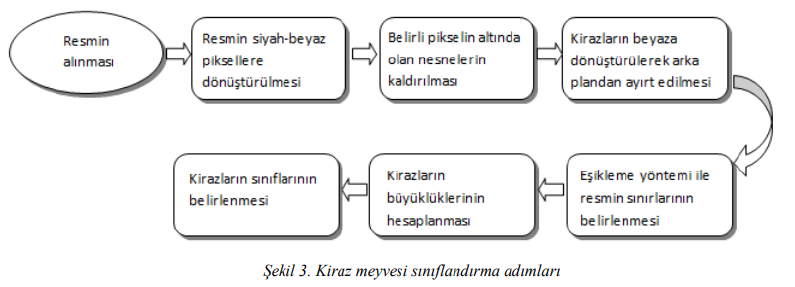 Resmin
alınması
Resmin siyah-beyaz
piksellere
dönüştürülmesi
Belirli pikselin altında
olan nesnelerin
kaldırılması
Kirazların beyaza
dönüştürülerek arka
plandan ayırt edilmesi
Eşikleme yöntemi ile
resmin sınırlarının
belirlenmesi
Kirazların
büyüklüklerinin
hesaplanması
Kirazların sınıflarının
belirlenmesi
Şekil 3. Kiraz meyvesi sınıflandırma adımları